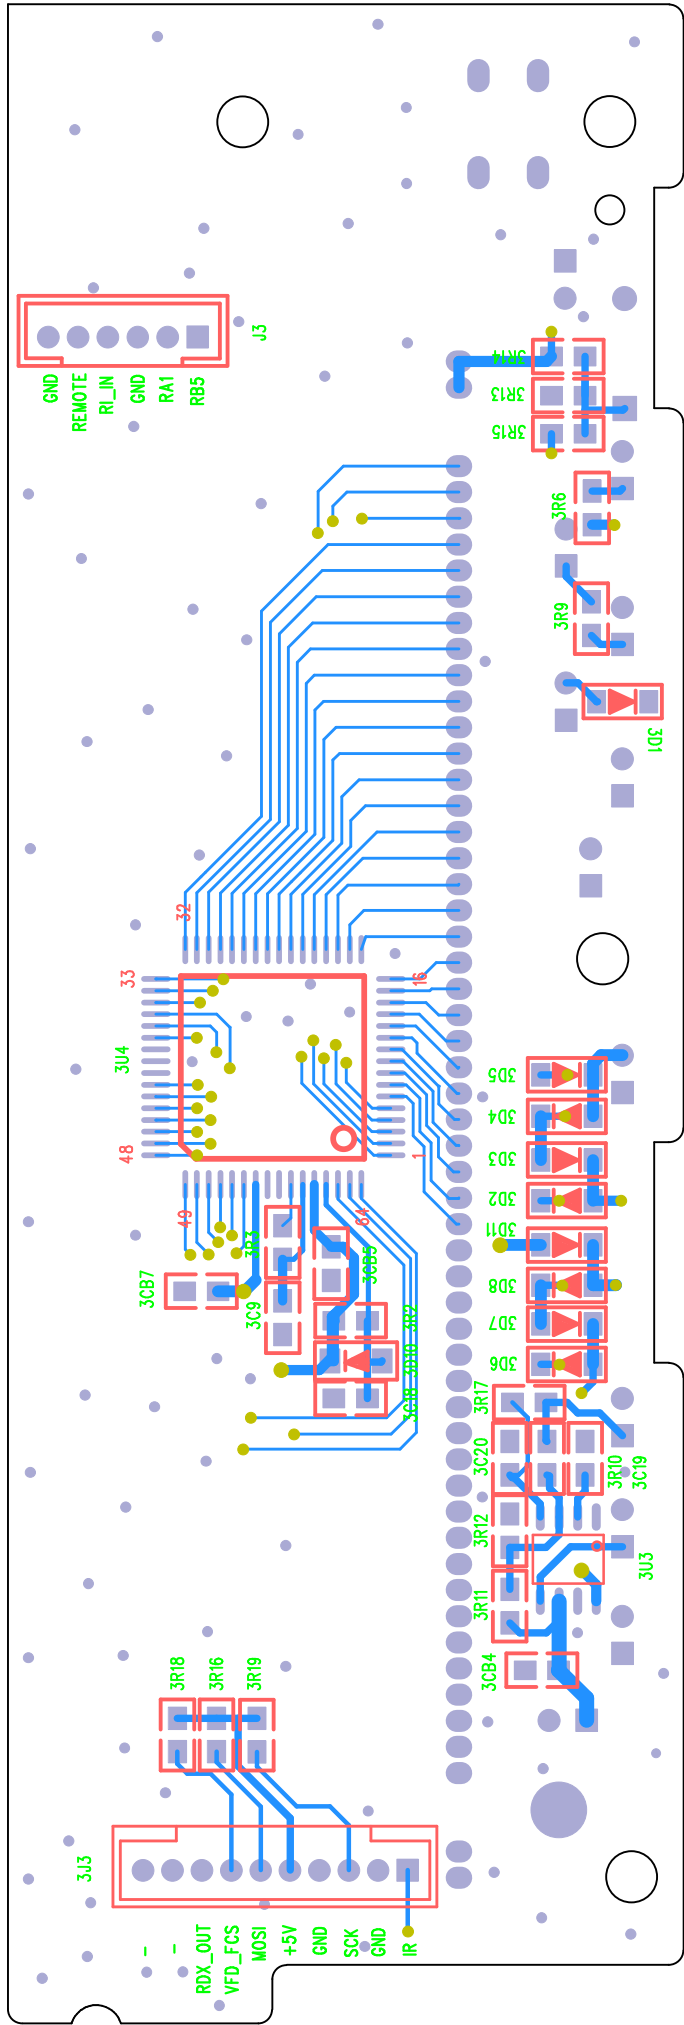 J3
GND
REMOTE
RI_IN
GND
RA1
RB5
3R14
3R13
3R15
3R6
3R9
3D1
32
33
16
3U4
48
1
49
64
3D5
3D4
3D3
3D2
3D11
3D8
3D7
3D6
3R3
3CB5
3CB7
3C9
3R2
3D10
3C18
3R17
3C20
3R10
3C19
3R12
3U3
3R11
3CB4
3R18
3R16
3R19
3J3
-
-
RDX_OUT
VFD_FCS
MOSI
+5V
GND
SCK
GND
IR